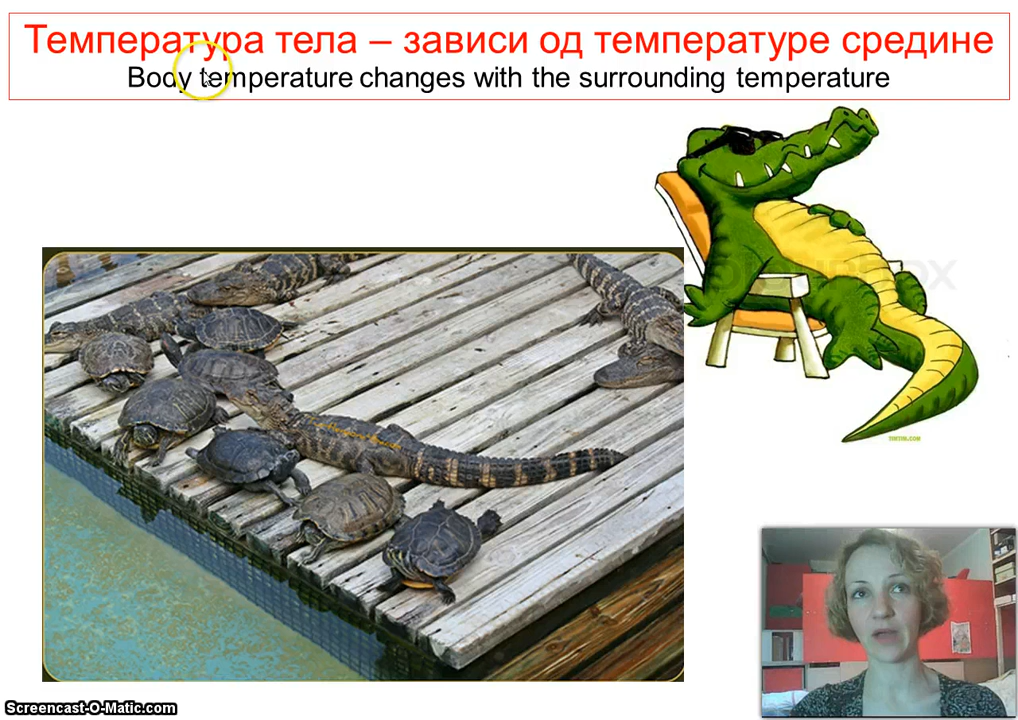 Температура тела – зависи од температуре средине
Body temperature changes with the surrounding temperature
Screencast-O-Matic.com